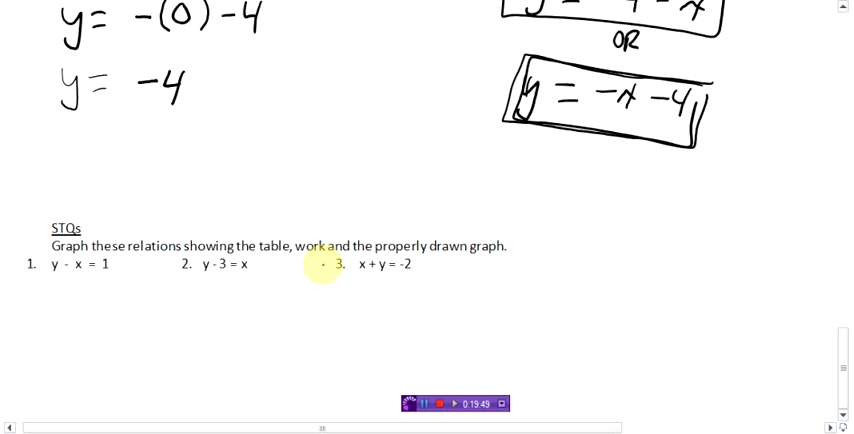 y = -(0) - 4
y = -4
OR
y = -x - 4
STQs
Graph these relations showing the table, work and the properly drawn graph.
1. y - x = 1 2. y - 3 = x 3. x + y = -2
0:19:49